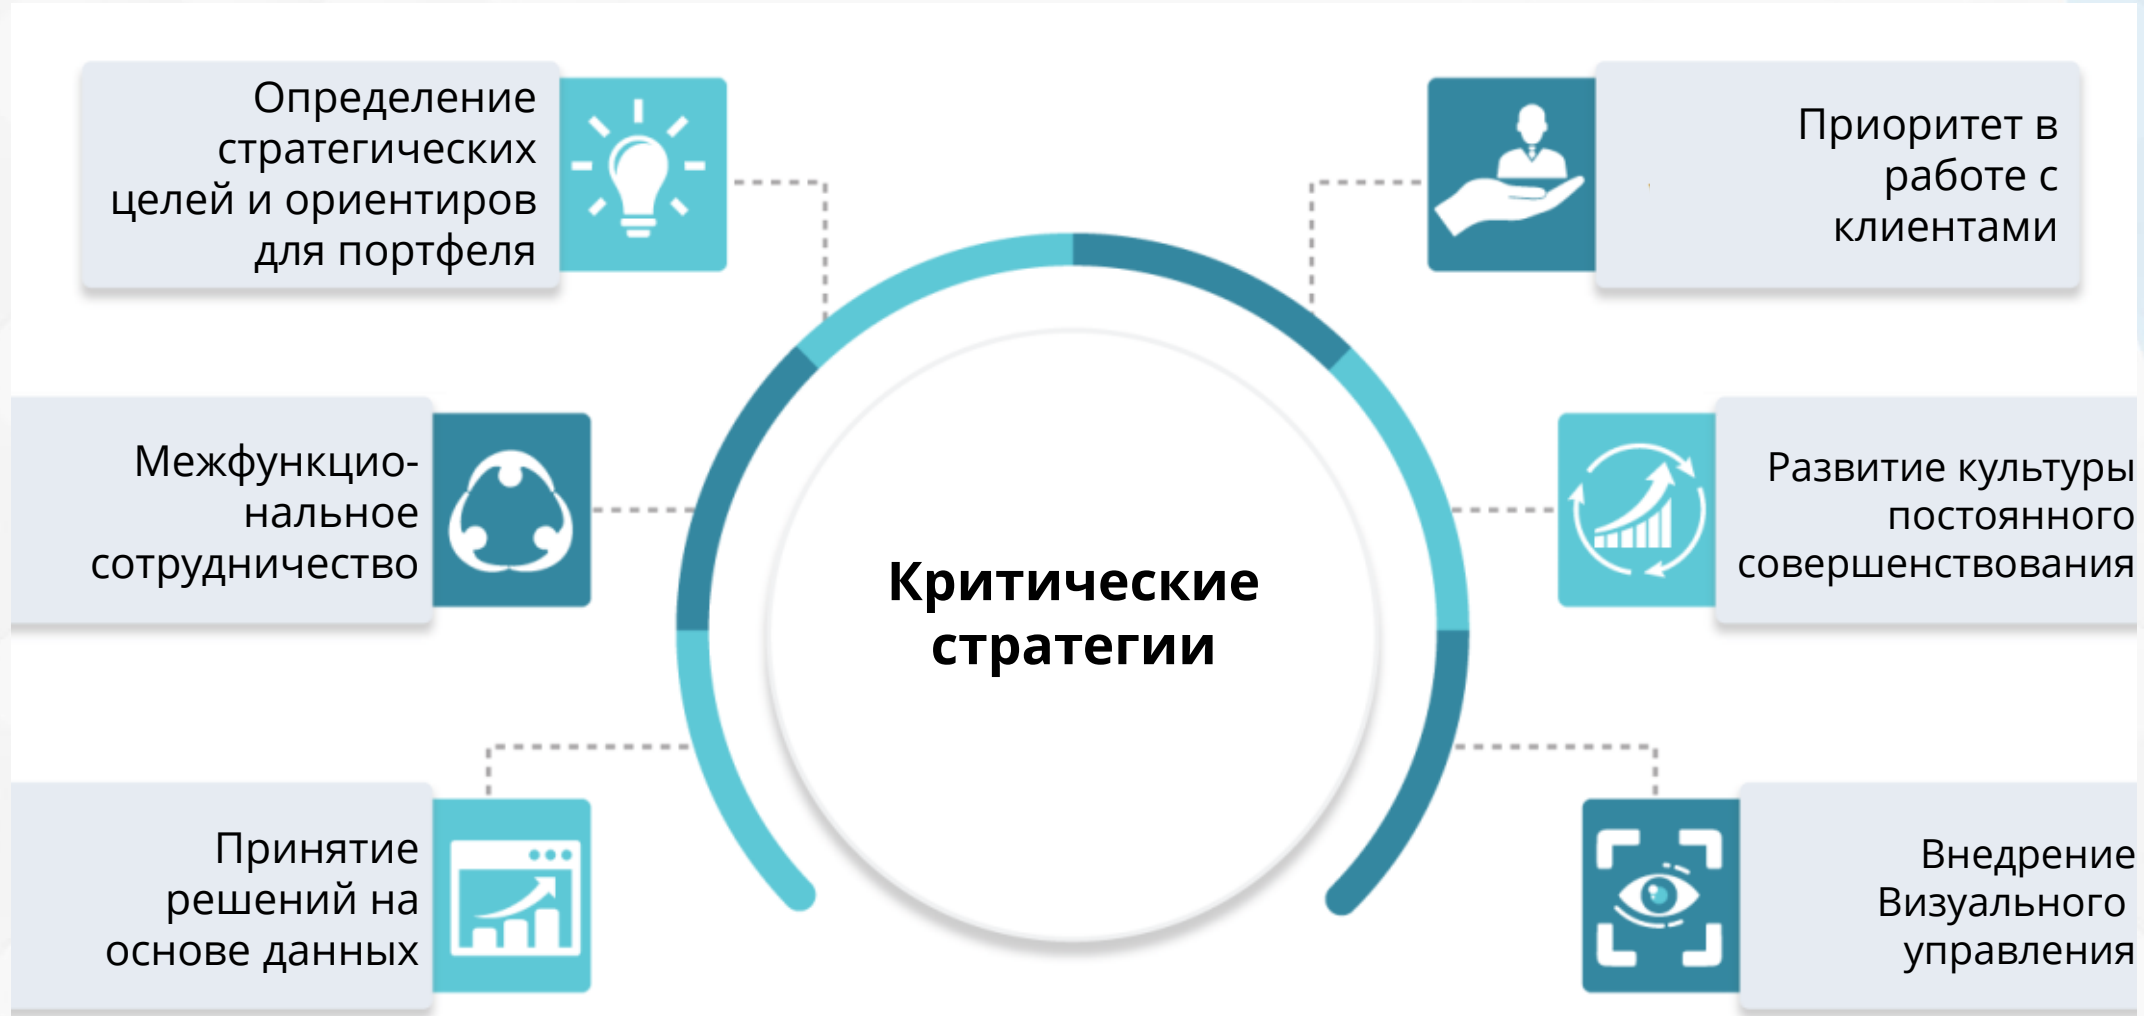 Определение
стратегических
целей и ориентиров
для портфеля
Приоритет в
работе с
клиентами
Межфункцио-
нальное
сотрудничество
Развитие культуры
постоянного
совершенствования
Критические
стратегии
Принятие
решений на
основе данных
Внедрение
Визуального
управления